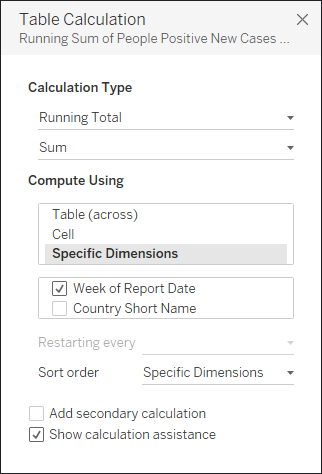 Table Calculation
Running Sum of People Positive New Cases ...
Calculation Type
Running Total
Sum
Compute Using
Table (across)
Cell
Specific Dimensions
Week of Report Date
Country Short Name
Restarting every
Sort order Specific Dimensions
Add secondary calculation
Show calculation assistance